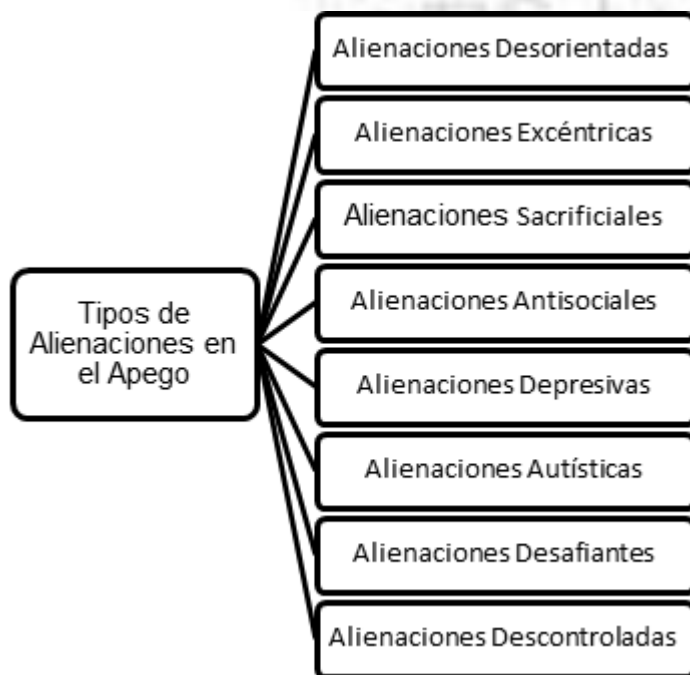 Alienaciones Desorientadas
Alienaciones Excéntricas
Alienaciones Sacrificiales
Tipos de
Alienaciones en
el Apego
Alienaciones Antisociales
Alienaciones Depresivas
Alienaciones Autísticas
Alienaciones Desafiantes
Alienaciones Descontroladas